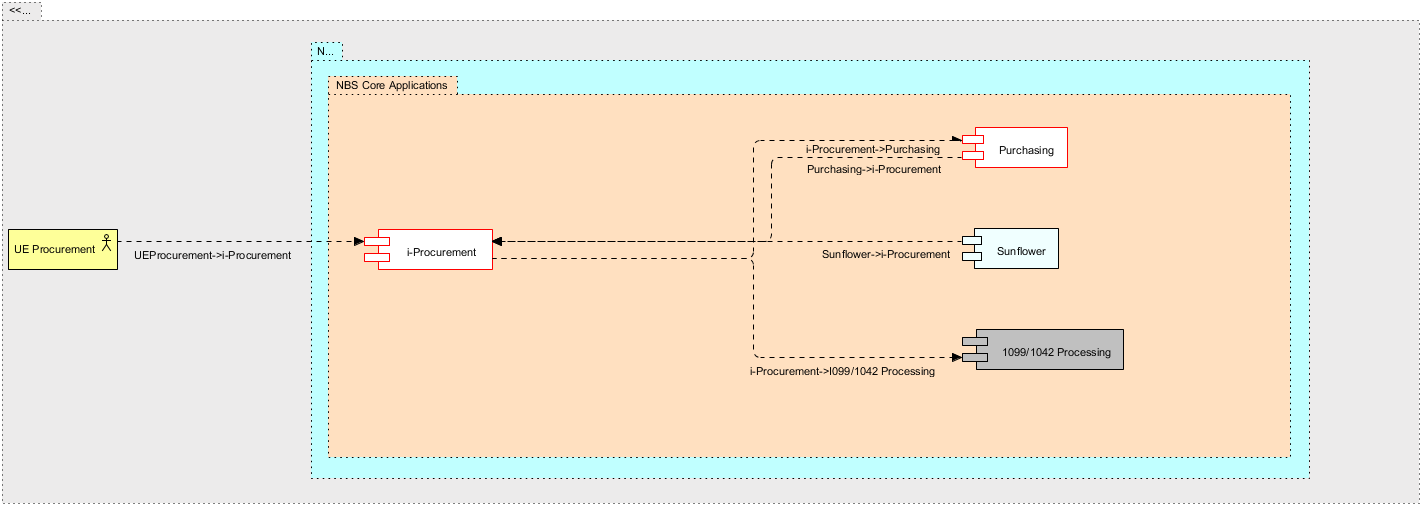 <<...
N...
NBS Core Applications
i-Procurement->Purchasing
Purchasing
Purchasing->i-Procurement
UE Procurement
UEProcurement->i-Procurement
i-Procurement
Sunflower->i-Procurement
Sunflower
1099/1042 Processing
i-Procurement->I099/1042 Processing